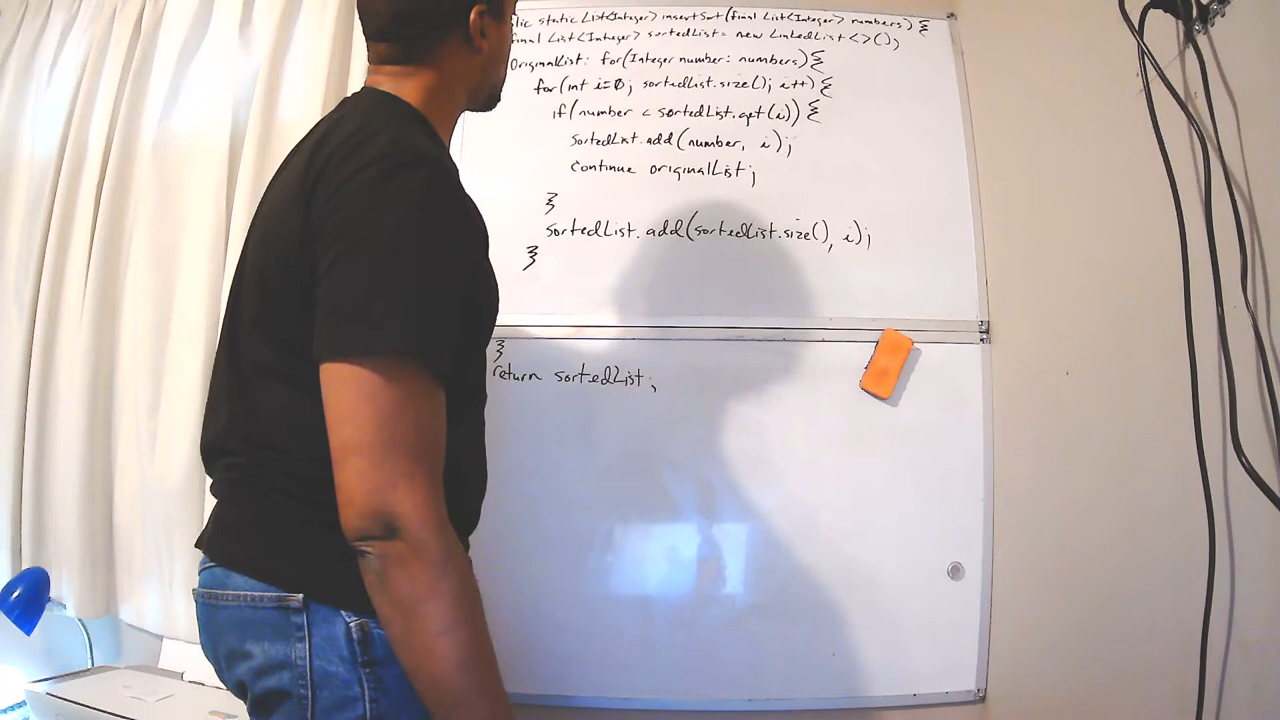 lic static List<Integer> insertSort(final List<Integer> numbers) {
final List<Integer> sortedList = new LinkedList<>();
OriginalList: for(Integer number: numbers){
for(int i=0; sortedList.size(); i++){
if(number < sortedList.get(i)) {
sortedList.add(number, i);
continue originalList;
}
sortedList.add(sortedList.size(), i);
}
}
return sortedList;